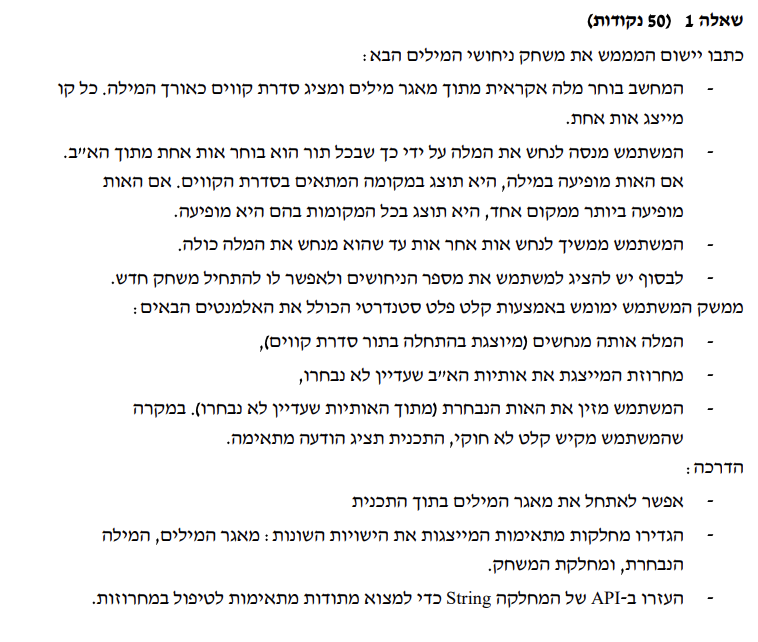 שאלה 1 (50 נקודות)
כתבו יישום המממש את משחק ניחושי המילים הבא:
- המחשב בוחר מלה אקראית מתוך מאגר מילים ומציג סדרת קווים כאורך המילה. כל קו
מייצג אות אחת.
- המשתמש מנסה לנחש את המלה על ידי כך שבכל תור הוא בוחר אות אחת מתוך הא"ב.
אם האות מופיעה במילה, היא תוצג במקומה המתאים בסדרת הקווים. אם האות
מופיעה ביותר ממקום אחד, היא תוצג בכל המקומות בהם היא מופיעה.
- המשתמש ממשיך לנחש אות אחר אות עד שהוא מנחש את המלה כולה.
- לבסוף יש להציג למשתמש את מספר הניחושים ולאפשר לו להתחיל משחק חדש.
ממשק המשתמש ימומש באמצעות קלט פלט סטנדרטי הכולל את האלמנטים הבאים:
- המלה אותה מנחשים (מיוצגת בהתחלה בתור סדרת קווים),
- מחרוזת המייצגת את אותיות הא"ב שעדיין לא נבחרו,
- המשתמש מזין את האות הנבחרת (מתוך האותיות שעדיין לא נבחרו). במקרה
שהמשתמש מקיש קלט לא חוקי, התכנית תציג הודעה מתאימה.
הדרכה:
- אפשר לאתחל את מאגר המילים בתוך התכנית
- הגדירו מחלקות מתאימות המייצגות את הישויות השונות: מאגר המילים, המילה
הנבחרת, ומחלקת המשחק.
- העזרו ב-API של המחלקה String כדי למצוא מתודות מתאימות לטיפול במחרוזות.